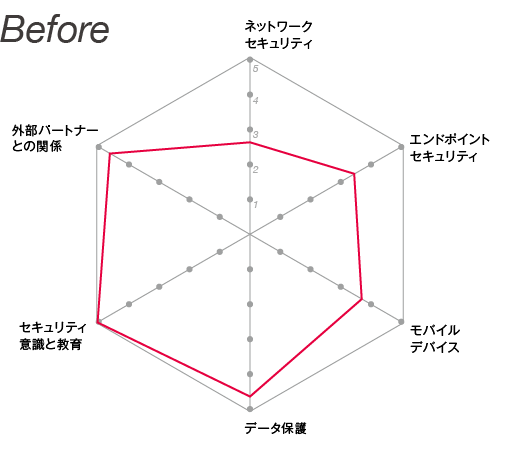 Before
ネットワーク
セキュリティ
5
4
3
2
1
外部パートナー
との関係
エンドポイント
セキュリティ
セキュリティ
意識と教育
モバイル
デバイス
データ保護